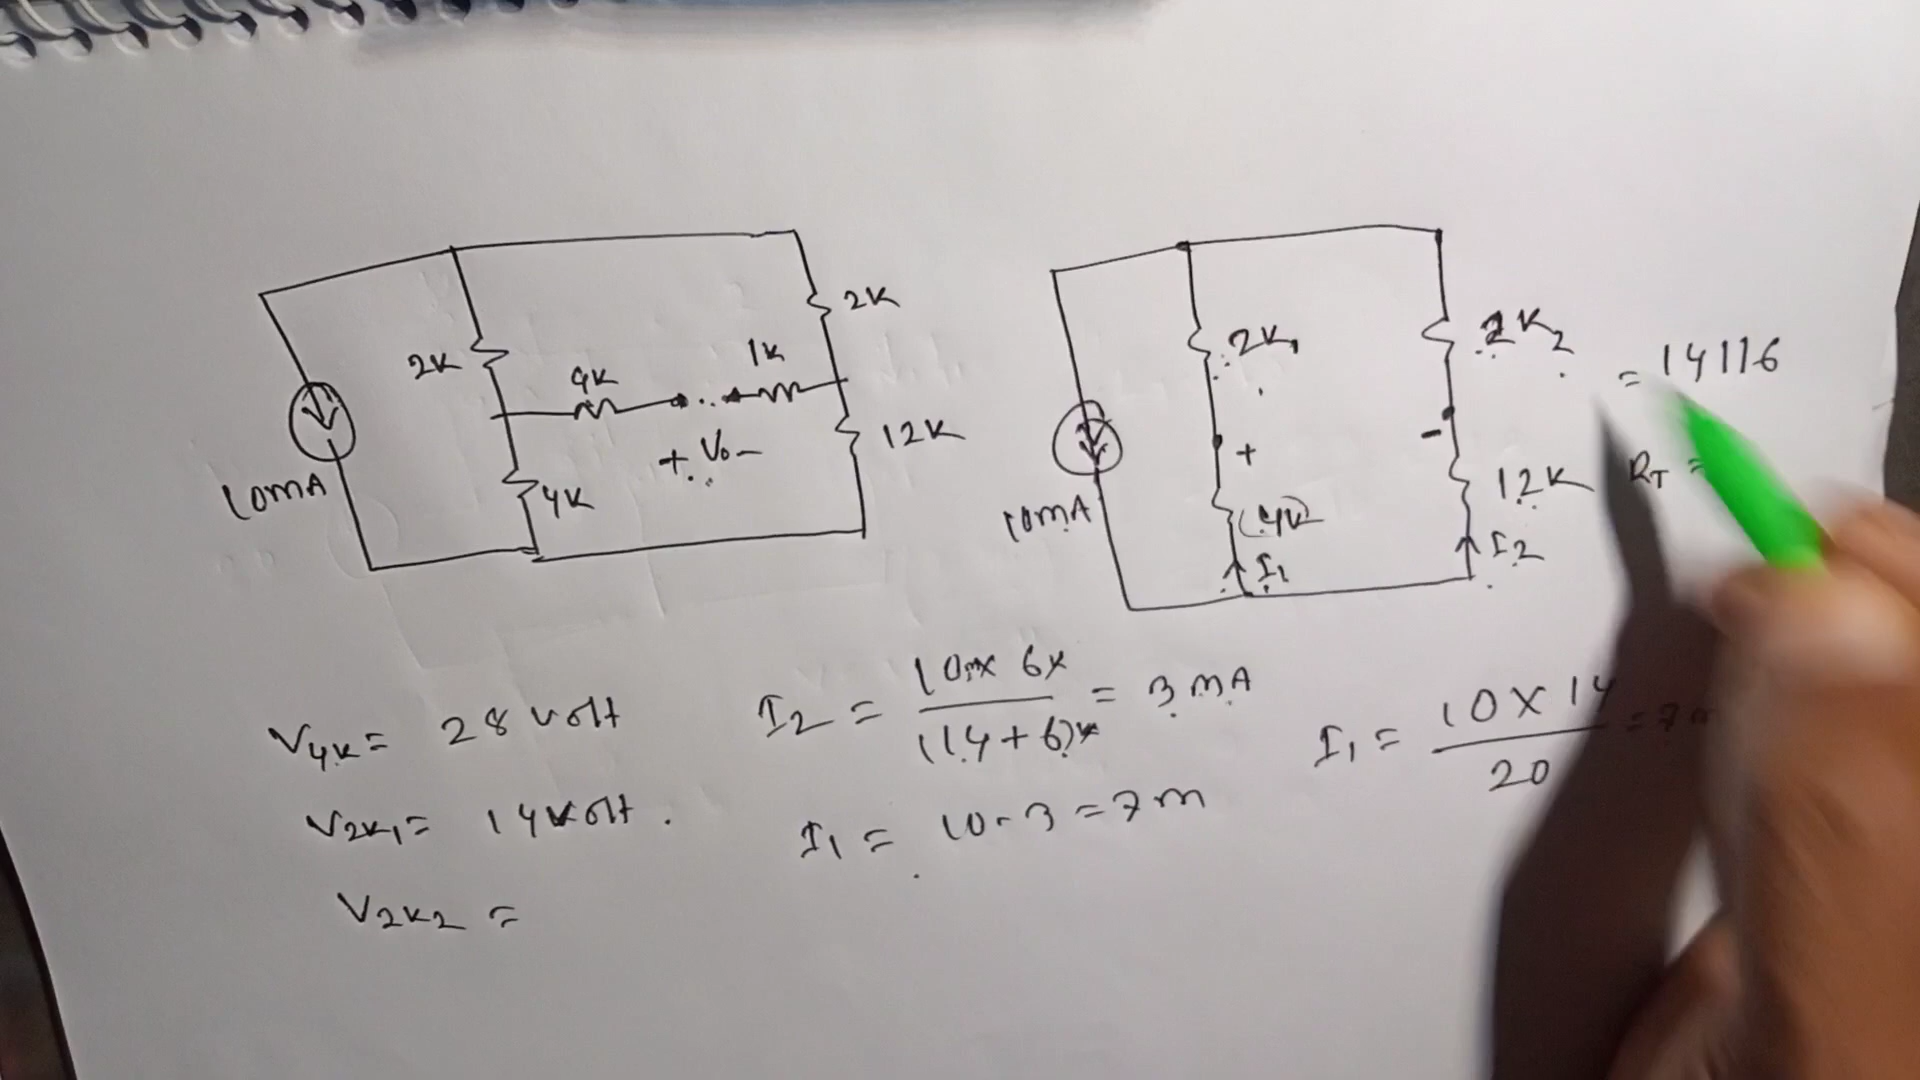 2K
2K
4K
1K
+ V₀ -
4K
12K
10mA
2K₁
2K₂
= 14116
+
-
4K
12K
R_T =
10mA
I₁
I₂
V₄ₖ = 28 volt
I₂ = 10m x 6K / (14+6)K = 3 mA
I₁ = 10 X 14 / 20 = 7
V₂ₖ₁ = 14 volt.
I₁ = 10-3 = 7m
V₂ₖ₂ =